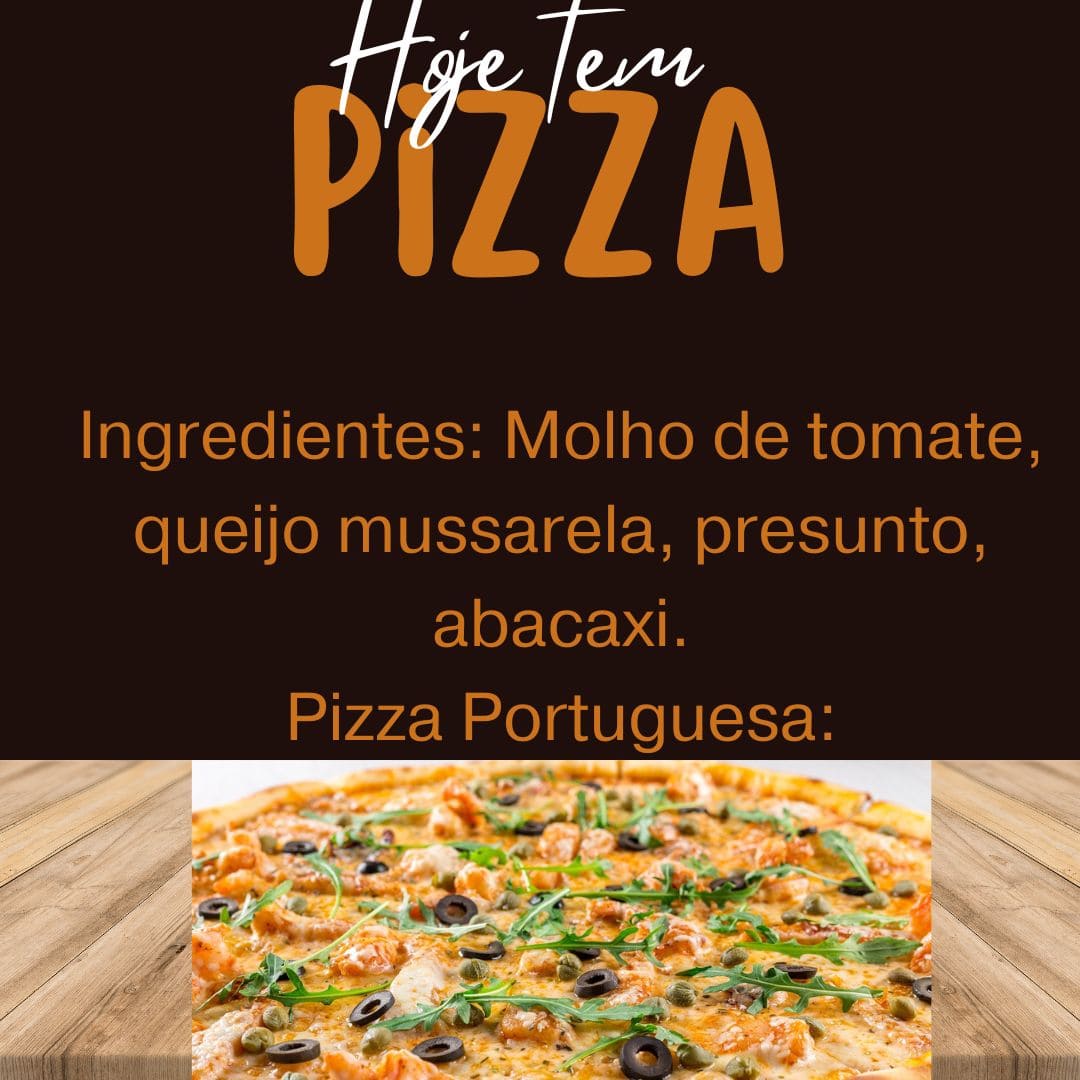 Hoje tem
PiZZA
Ingredientes: Molho de tomate,
queijo mussarela, presunto,
abacaxi.
Pizza Portuguesa: